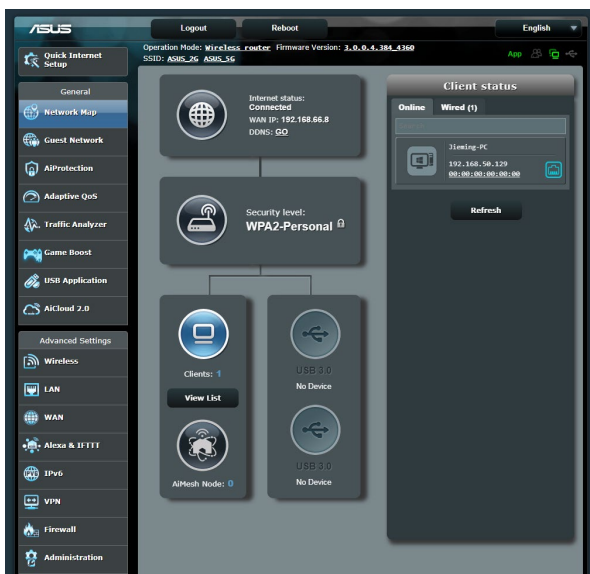 ASUS
Logout
Reboot
English
Quick Internet
Setup
Operation Mode: Wireless router Firmware Version: 3.0.0.4.384_4360
SSID: ASUS_2G ASUS_5G
App
General
Network Map
Guest Network
AiProtection
Adaptive QoS
Traffic Analyzer
Game Boost
USB Application
AiCloud 2.0
Advanced Settings
Wireless
LAN
WAN
Alexa & IFTTT
IPv6
VPN
Firewall
Administration
Internet status:
Connected
WAN IP: 192.168.66.8
DDNS: GO
Security level:
WPA2-Personal
Clients: 1
View List
AiMesh Node: 0
USB 3.0
No Device
USB 3.0
No Device
Client status
Online
Wired (1)
Jieming-PC
192.168.50.129
00:00:00:00:00:00
Refresh